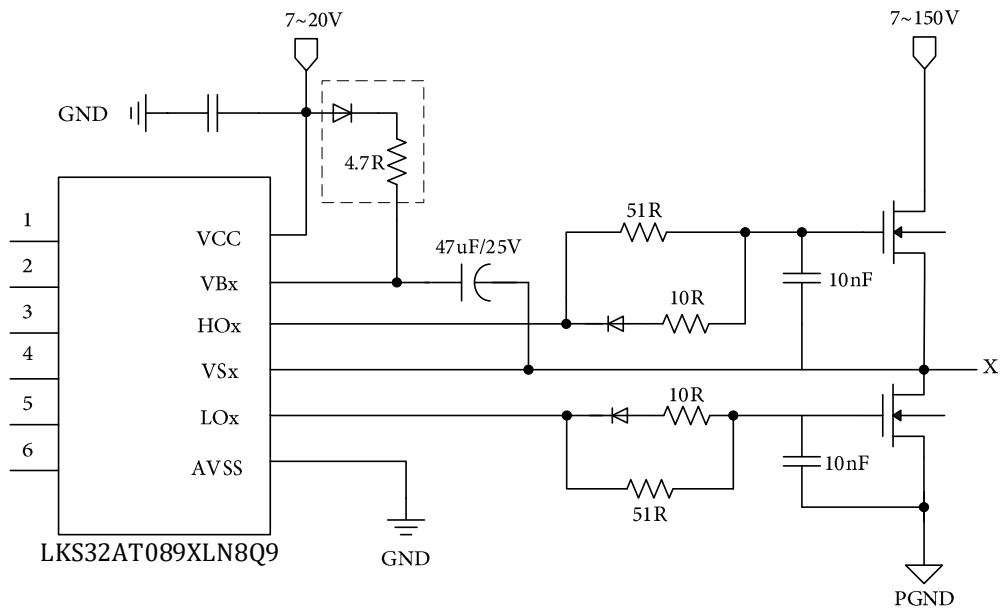 7~20V
7~150V
GND
4.7R
1
VCC
51R
2
47uF/25V
VBx
10nF
3
10R
HOx
4
VSx
X
10R
5
LOx
6
AVSS
10nF
51R
LKS32AT089XLN8Q9
GND
PGND